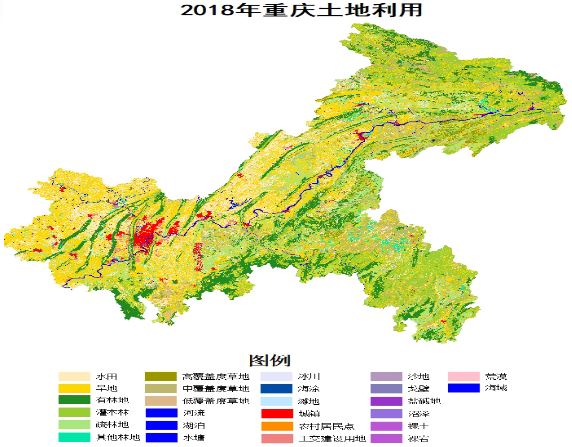 2018年重庆土地利用
图例
水田
旱地
有林地
灌木林
疏林地
其他林地
高覆盖度草地
中覆盖度草地
低覆盖度草地
河流
湖泊
水塘
冰川
海涂
滩地
城镇
农村居民点
工交建设用地
沙地
戈壁
盐碱地
沼泽
裸土
裸岩
荒漠
海域